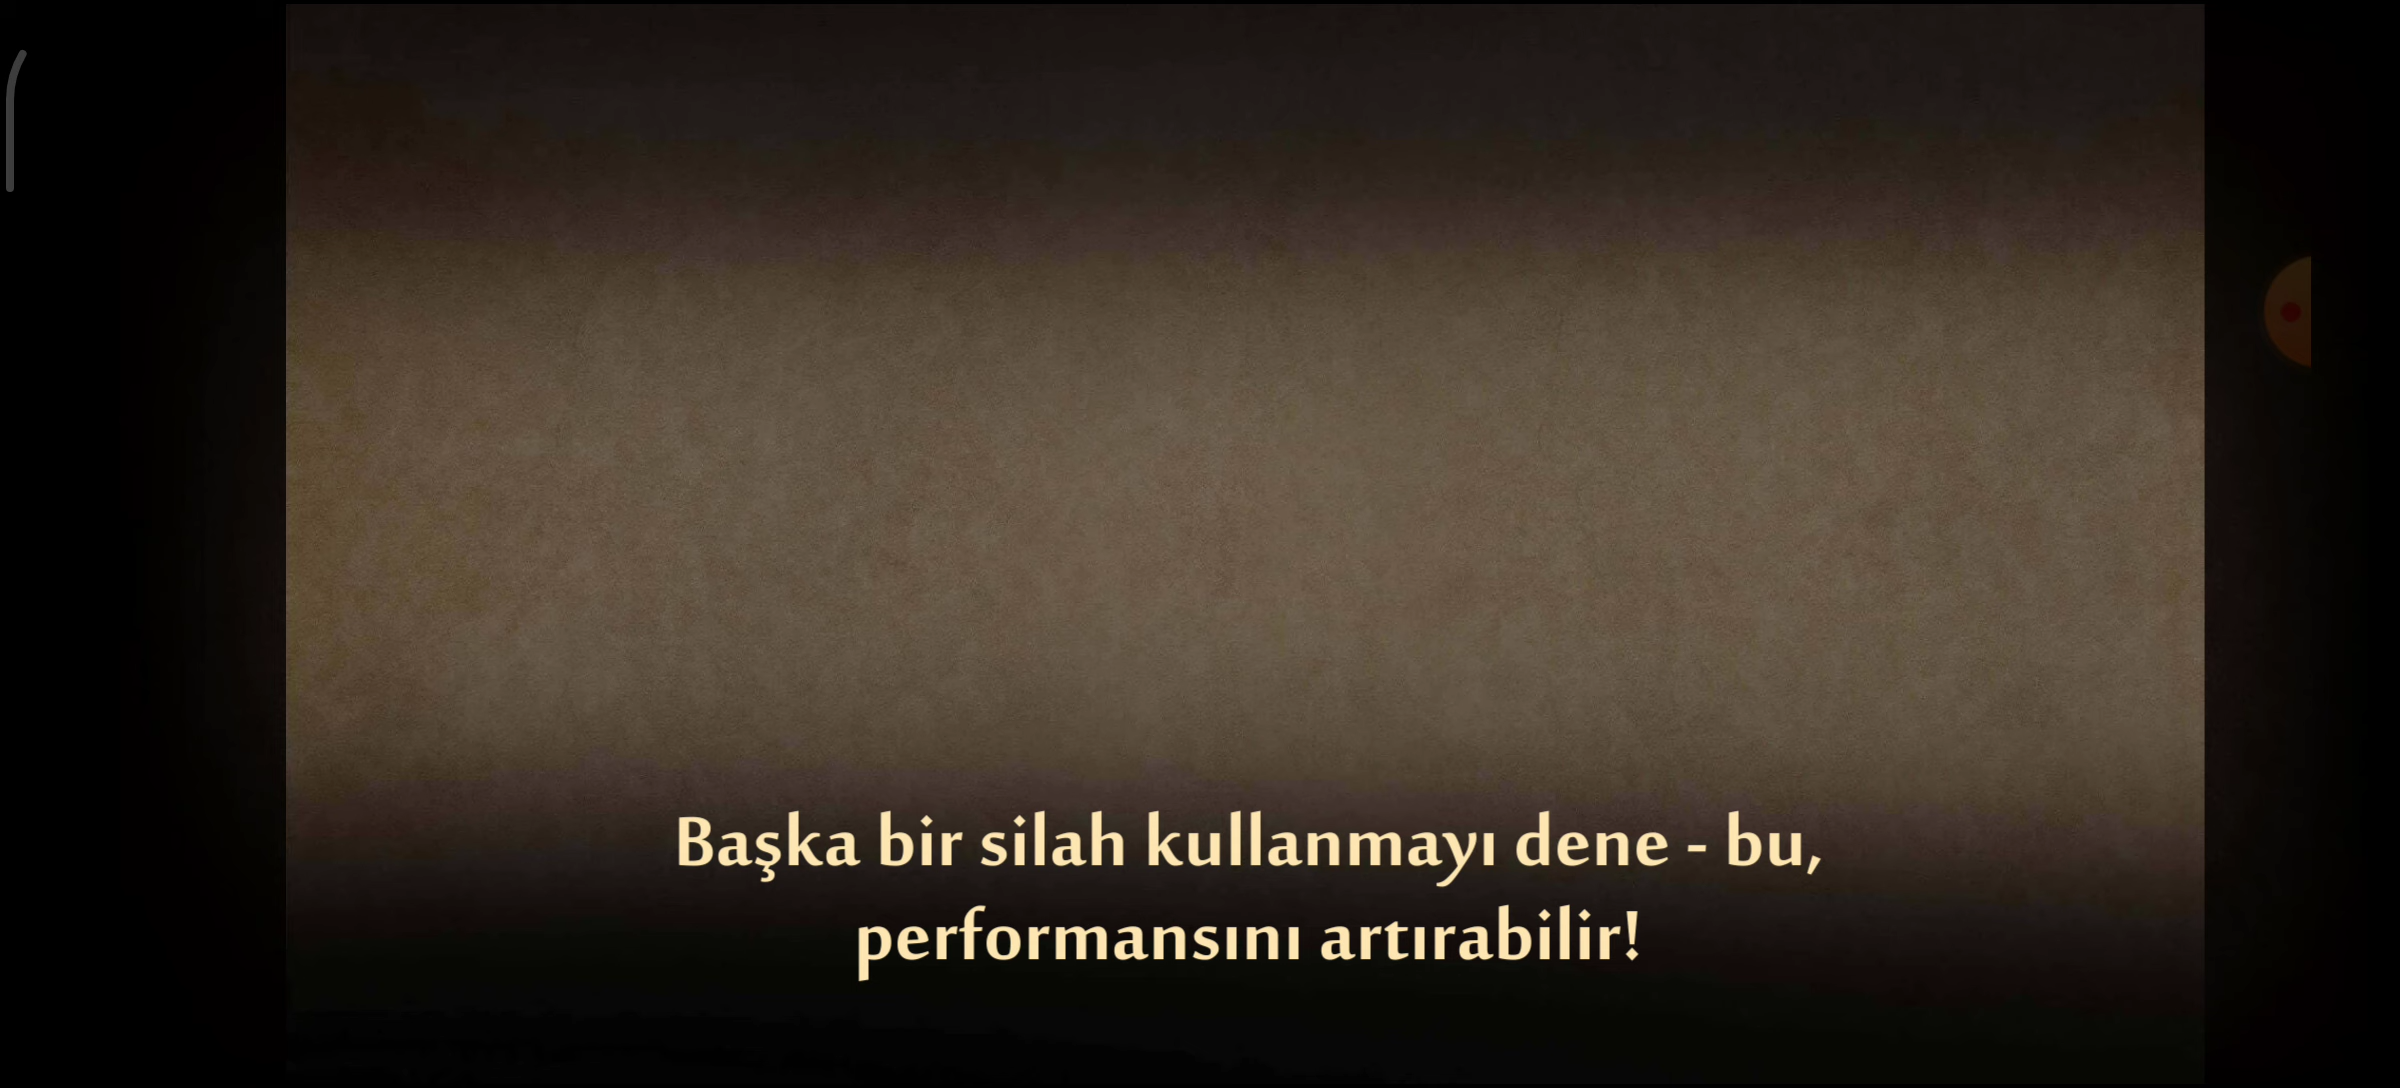 Başka bir silah kullanmayı dene - bu,
performansını artırabilir!